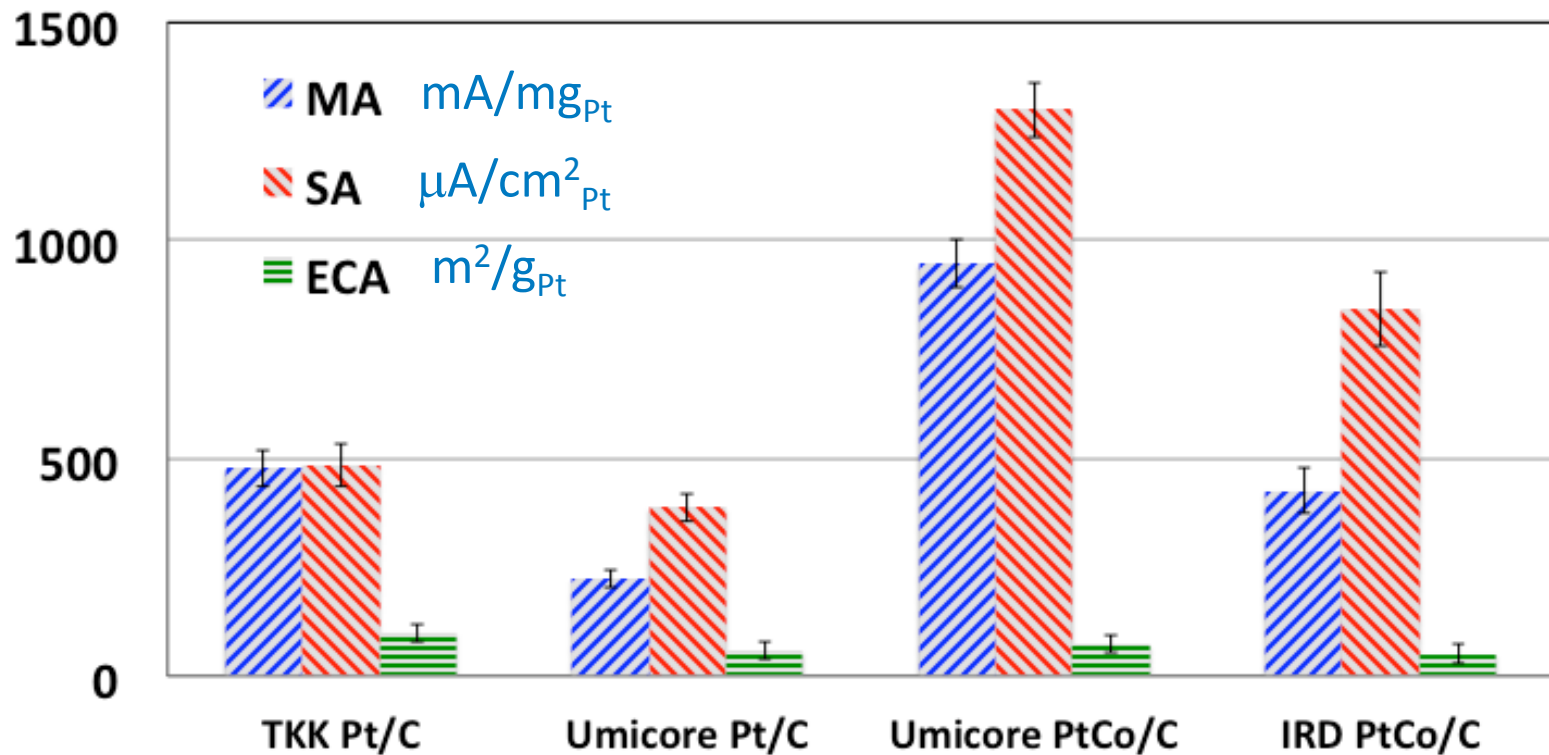 1500
MA mA/mgPt
SA μA/cm²Pt
1000
ECA m²/gPt
500
0
TKK Pt/C Umicore Pt/C Umicore PtCo/C IRD PtCo/C